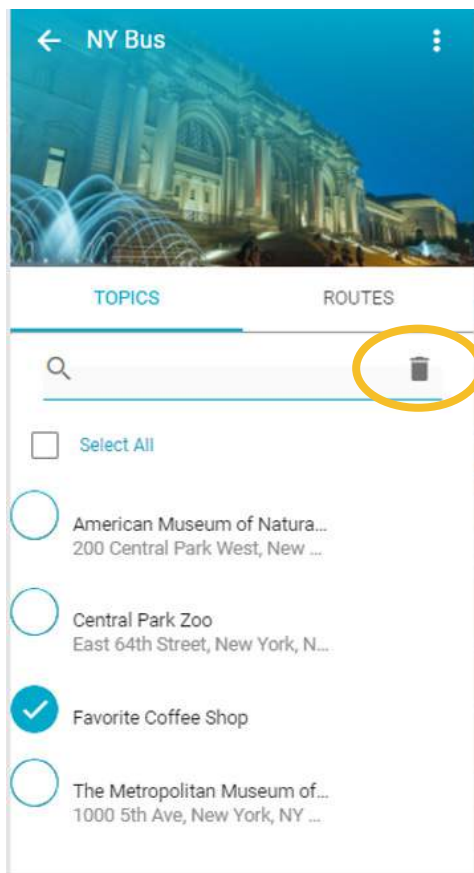 NY Bus
TOPICS ROUTES
Select All
American Museum of Natura...
200 Central Park West, New ...
Central Park Zoo
East 64th Street, New York, N...
Favorite Coffee Shop
The Metropolitan Museum of...
1000 5th Ave, New York, NY ...